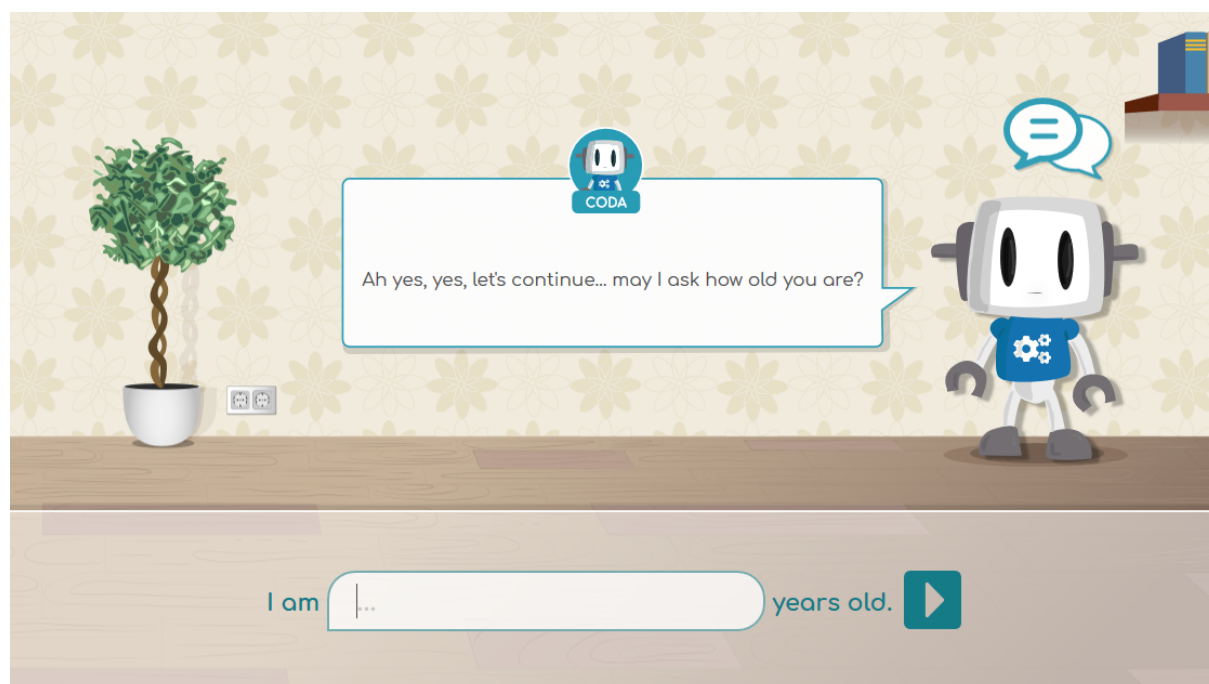 CODA
Ah yes, yes, let's continue... may I ask how old you are?
I am ... years old.